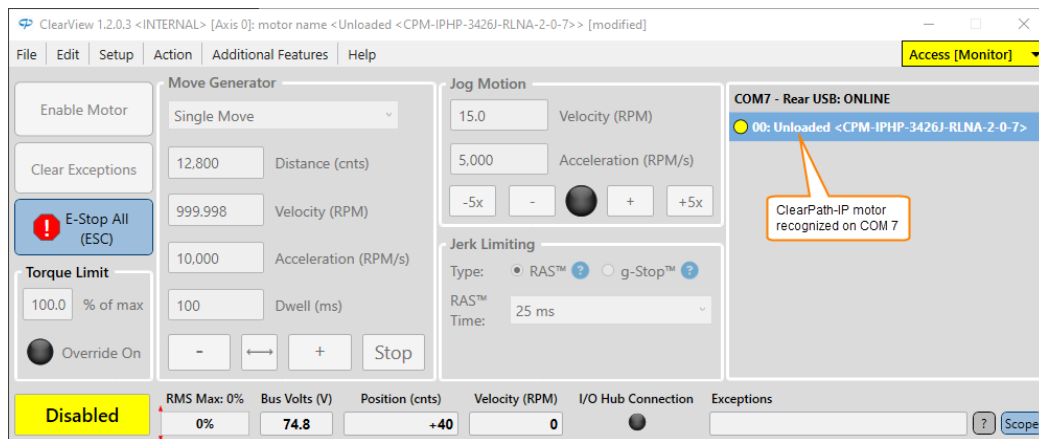 ClearView 1.2.0.3 <INTERNAL> [Axis 0]: motor name <Unloaded <CPM-IPHP-3426J-RLNA-2-0-7>> [modified]
File Edit Setup Action Additional Features Help
Access [Monitor]
Enable Motor
Clear Exceptions
E-Stop All
(ESC)
Torque Limit
100.0 % of max
Override On
Move Generator
Single Move
12,800 Distance (cnts)
999.998 Velocity (RPM)
10,000 Acceleration (RPM/s)
100 Dwell (ms)
- + Stop
Jog Motion
15.0 Velocity (RPM)
5,000 Acceleration (RPM/s)
-5x - + +5x
Jerk Limiting
Type: RAS™ ? g-Stop™ ?
RAS™
Time:
25 ms
COM7 - Rear USB: ONLINE
00: Unloaded <CPM-IPHP-3426J-RLNA-2-0-7>
ClearPath-IP motor
recognized on COM 7
Disabled
RMS Max: 0% Bus Volts (V) Position (cnts) Velocity (RPM) I/O Hub Connection Exceptions
0% 74.8 +40 0 ? Scope